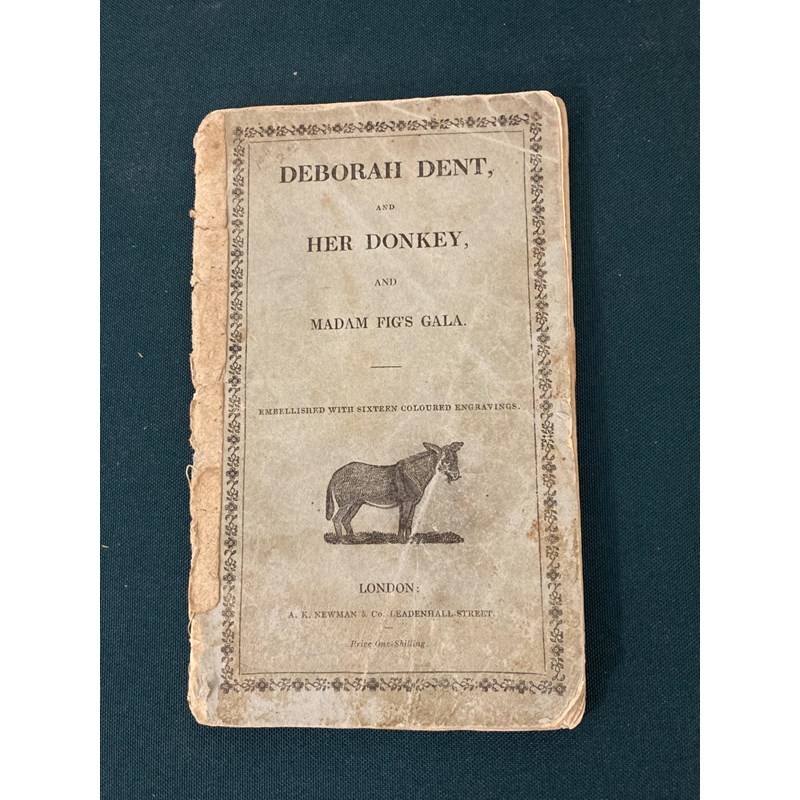 DEBORAH DENT,
AND
HER DONKEY,
AND
MADAM FIG'S GALA.
EMBELLISHED WITH SIXTEEN COLOURED ENGRAVINGS.
LONDON:
A. K. NEWMAN & Co. LEADENHALL-STREET.
Price One Shilling.